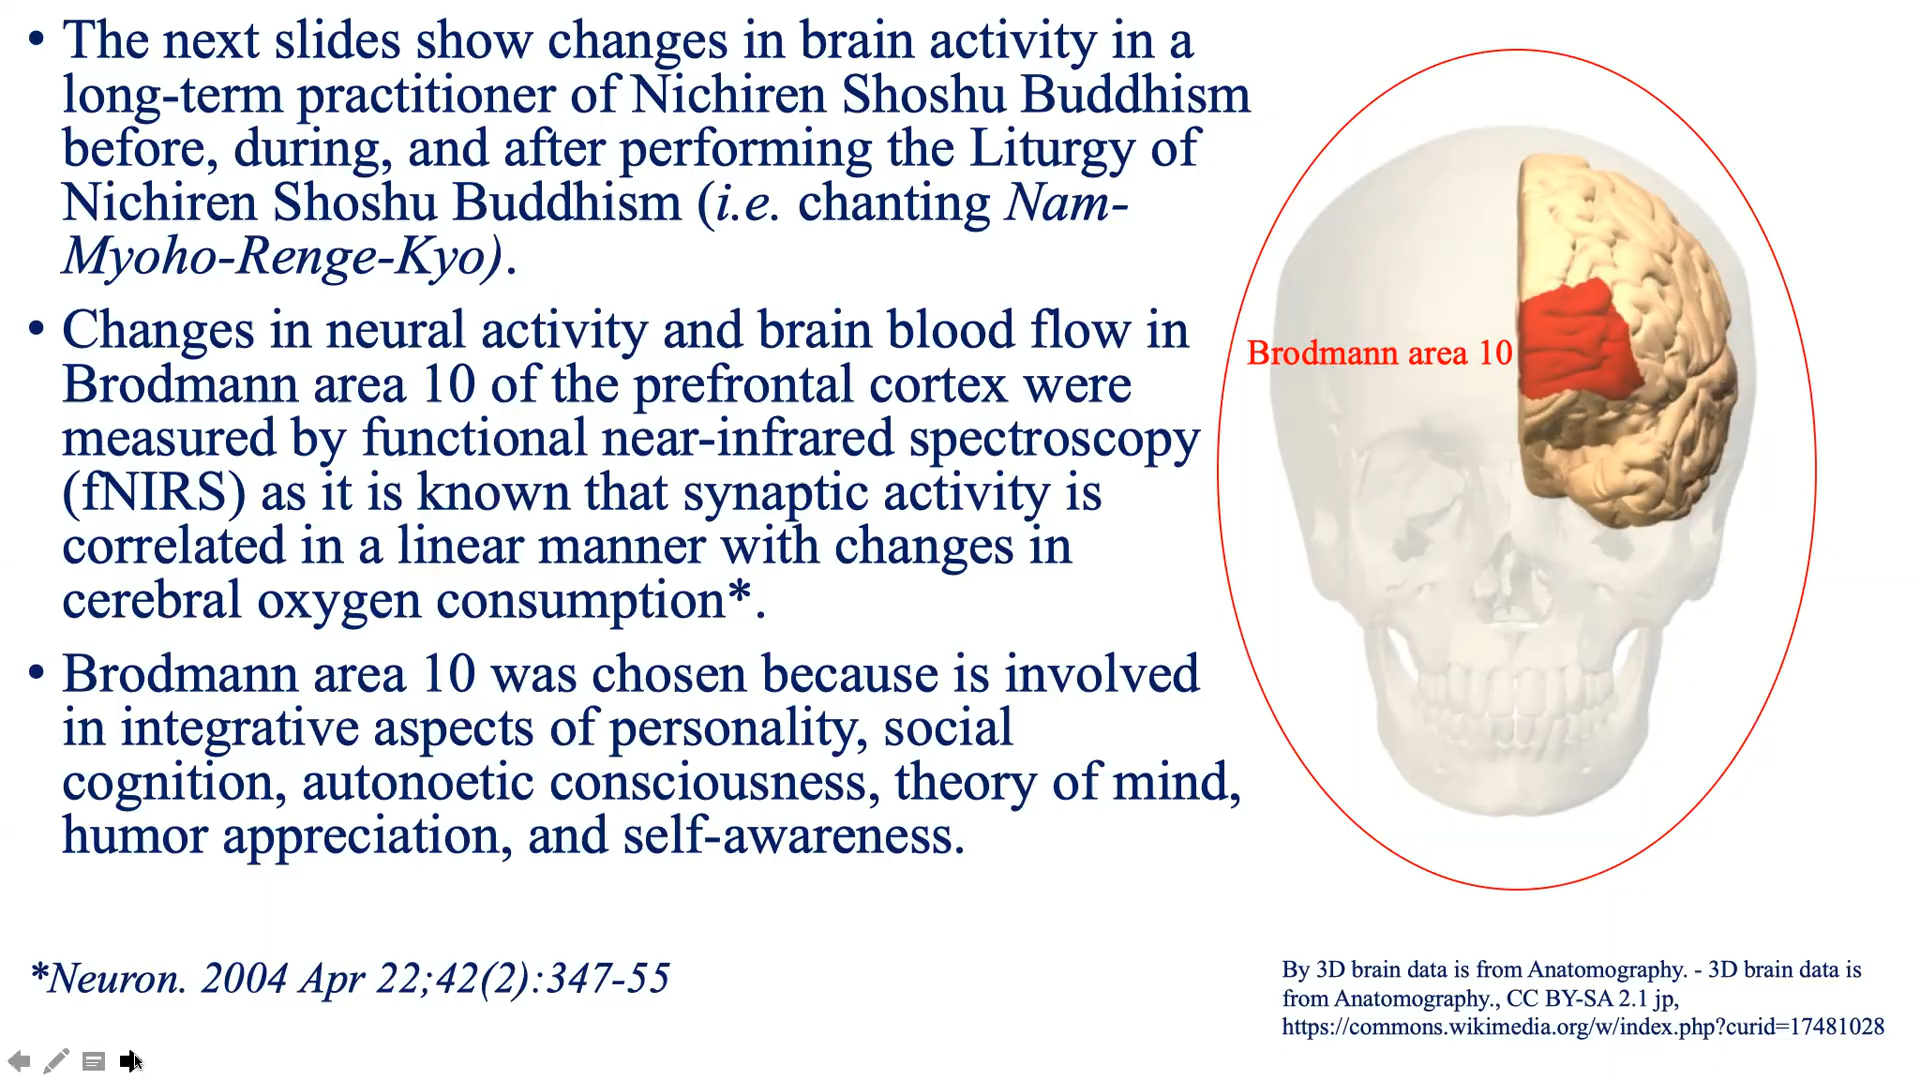 • The next slides show changes in brain activity in a
long-term practitioner of Nichiren Shoshu Buddhism
before, during, and after performing the Liturgy of
Nichiren Shoshu Buddhism (i.e. chanting Nam-
Myoho-Renge-Kyo).
• Changes in neural activity and brain blood flow in
Brodmann area 10 of the prefrontal cortex were
measured by functional near-infrared spectroscopy
(fNIRS) as it is known that synaptic activity is
correlated in a linear manner with changes in
cerebral oxygen consumption*.
• Brodmann area 10 was chosen because is involved
in integrative aspects of personality, social
cognition, autonoetic consciousness, theory of mind,
humor appreciation, and self-awareness.
*Neuron. 2004 Apr 22;42(2):347-55
Brodmann area 10
By 3D brain data is from Anatomography. - 3D brain data is
from Anatomography., CC BY-SA 2.1 jp,
https://commons.wikimedia.org/w/index.php?curid=17481028